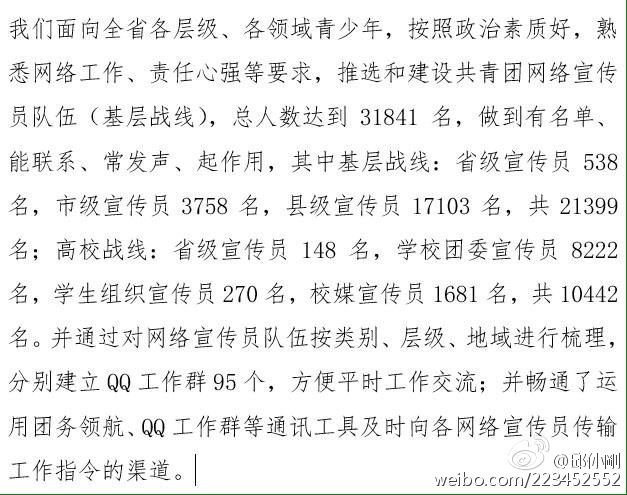 我们面向全省各层级、各领域青少年，按照政治素质好，熟
悉网络工作、责任心强等要求，推选和建设共青团网络宣传
员队伍（基层战线），总人数达到 31841 名，做到有名单、
能联系、常发声、起作用，其中基层战线：省级宣传员 538
名，市级宣传员 3758 名，县级宣传员 17103 名，共 21399
名；高校战线：省级宣传员 148 名，学校团委宣传员 8222
名，学生组织宣传员 270 名，校媒宣传员 1681 名，共 10442
名。并通过对网络宣传员队伍按类别、层级、地域进行梳理，
分别建立 QQ 工作群 95 个，方便平时工作交流；并畅通了运
用团务领航、QQ 工作群等通讯工具及时向各网络宣传员传输
工作指令的渠道。
weibo.com/223452552